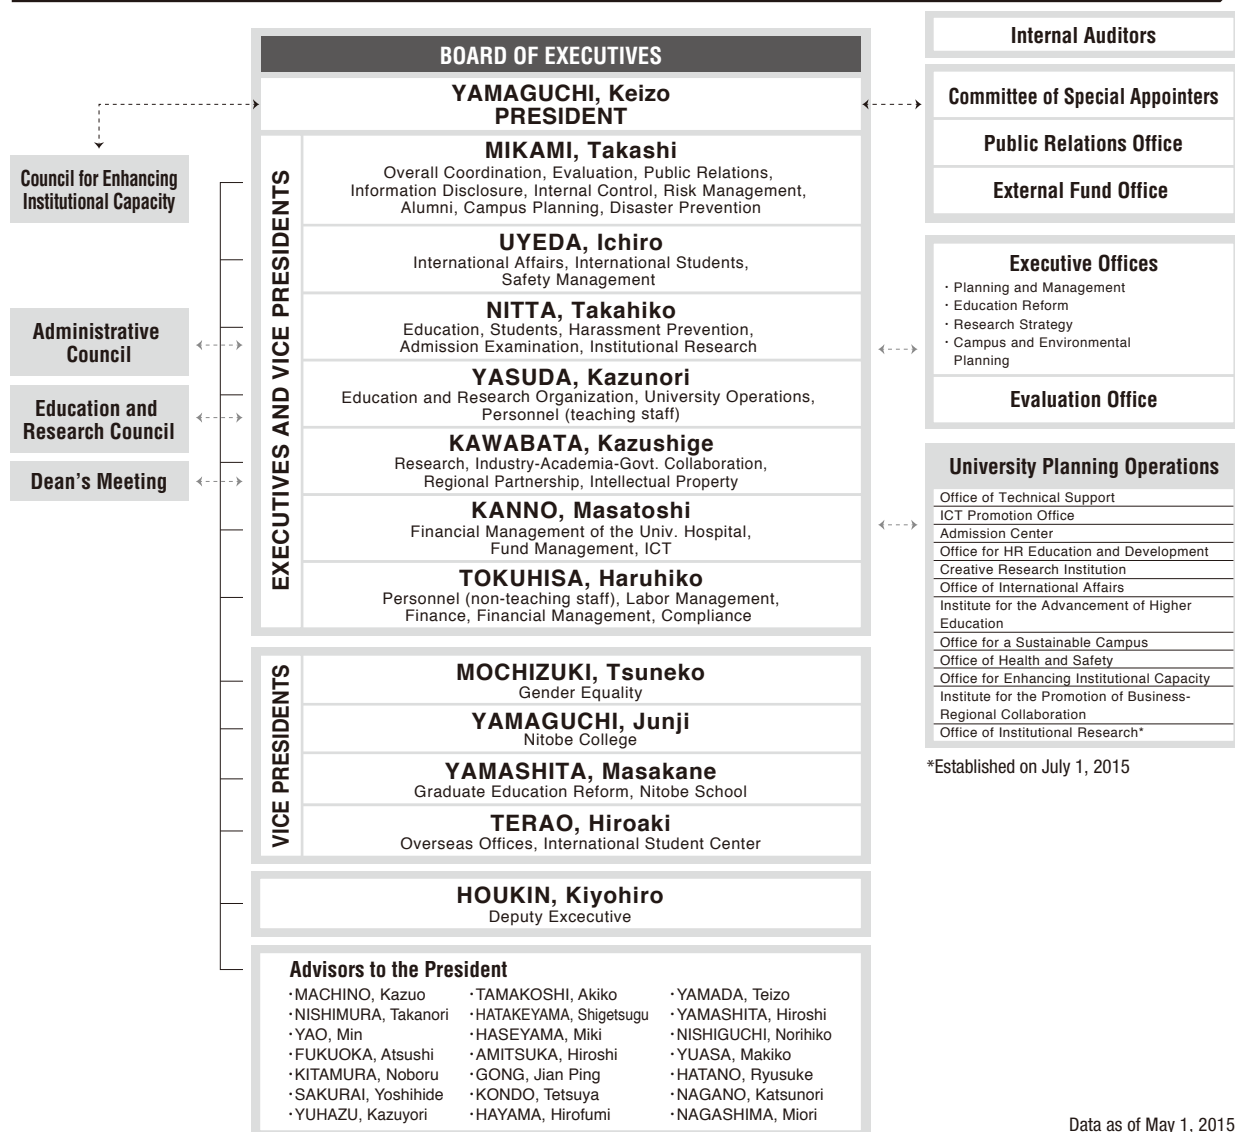 BOARD OF EXECUTIVES
YAMAGUCHI, Keizo
PRESIDENT
EXECUTIVES AND VICE PRESIDENTS
MIKAMI, Takashi
Overall Coordination, Evaluation, Public Relations,
Information Disclosure, Internal Control, Risk Management,
Alumni, Campus Planning, Disaster Prevention
UYEDA, Ichiro
International Affairs, International Students,
Safety Management
NITTA, Takahiko
Education, Students, Harassment Prevention,
Admission Examination, Institutional Research
YASUDA, Kazunori
Education and Research Organization, University Operations,
Personnel (teaching staff)
KAWABATA, Kazushige
Research, Industry-Academia-Govt. Collaboration,
Regional Partnership, Intellectual Property
KANNO, Masatoshi
Financial Management of the Univ. Hospital,
Fund Management, ICT
TOKUHISA, Haruhiko
Personnel (non-teaching staff), Labor Management,
Finance, Financial Management, Compliance
VICE PRESIDENTS
MOCHIZUKI, Tsuneko
Gender Equality
YAMAGUCHI, Junji
Nitobe College
YAMASHITA, Masakane
Graduate Education Reform, Nitobe School
TERAO, Hiroaki
Overseas Offices, International Student Center
HOUKIN, Kiyohiro
Deputy Excecutive
Advisors to the President
・MACHINO, Kazuo
・NISHIMURA, Takanori
・YAO, Min
・FUKUOKA, Atsushi
・KITAMURA, Noboru
・SAKURAI, Yoshihide
・YUHAZU, Kazuyori
・TAMAKOSHI, Akiko
・HATAKEYAMA, Shigetsugu
・HASEYAMA, Miki
・AMITSUKA, Hiroshi
・GONG, Jian Ping
・KONDO, Tetsuya
・HAYAMA, Hirofumi
・YAMADA, Teizo
・YAMASHITA, Hiroshi
・NISHIGUCHI, Norihiko
・YUASA, Makiko
・HATANO, Ryusuke
・NAGANO, Katsunori
・NAGASHIMA, Miori
Council for Enhancing
Institutional Capacity
Administrative
Council
Education and
Research Council
Dean's Meeting
Internal Auditors
Committee of Special Appointers
Public Relations Office
External Fund Office
Executive Offices
・Planning and Management
・Education Reform
・Research Strategy
・Campus and Environmental
Planning
Evaluation Office
University Planning Operations
Office of Technical Support
ICT Promotion Office
Admission Center
Office for HR Education and Development
Creative Research Institution
Office of International Affairs
Institute for the Advancement of Higher
Education
Office for a Sustainable Campus
Office of Health and Safety
Office for Enhancing Institutional Capacity
Institute for the Promotion of Business-
Regional Collaboration
Office of Institutional Research*
*Established on July 1, 2015
Data as of May 1, 2015